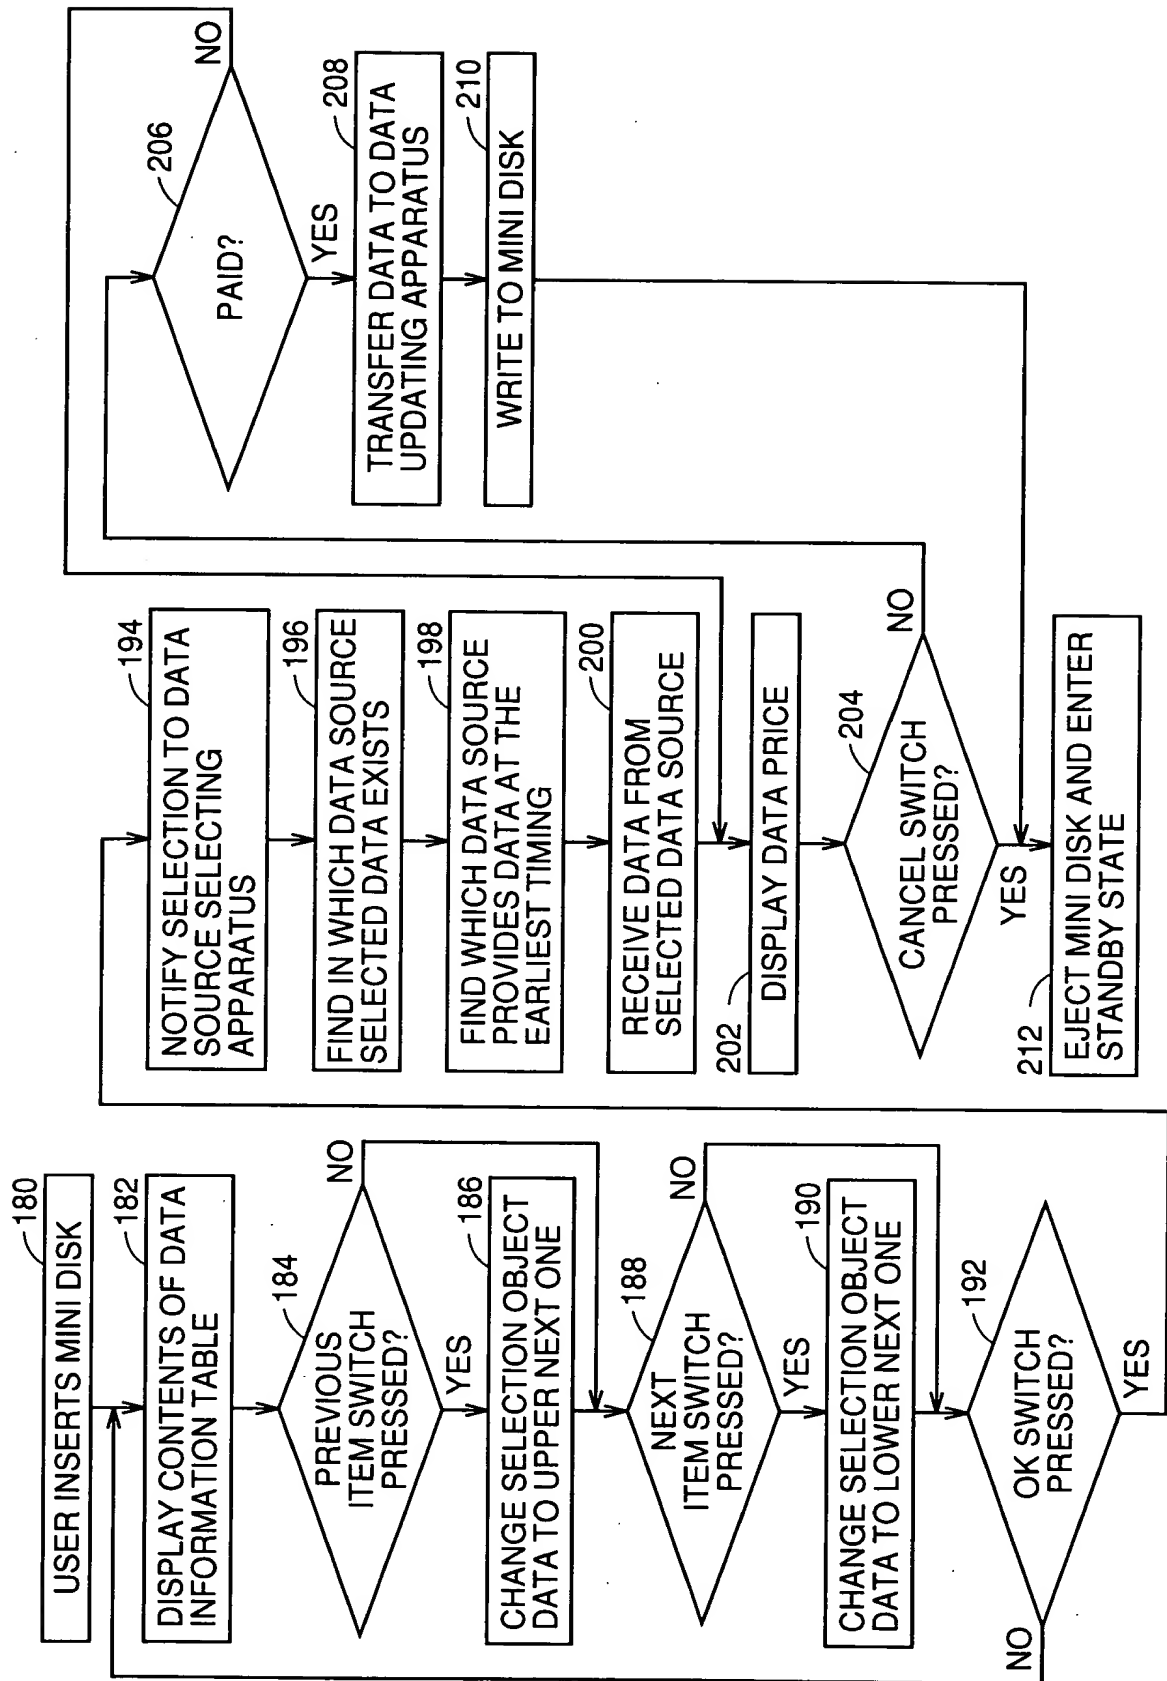 180
USER INSERTS MINI DISK
182
DISPLAY CONTENTS OF DATA
INFORMATION TABLE
184
PREVIOUS
ITEM SWITCH
PRESSED?
NO
YES
186
CHANGE SELECTION OBJECT
DATA TO UPPER NEXT ONE
188
NEXT
ITEM SWITCH
PRESSED?
NO
YES
190
CHANGE SELECTION OBJECT
DATA TO LOWER NEXT ONE
192
OK SWITCH
PRESSED?
NO
YES
194
NOTIFY SELECTION TO DATA
SOURCE SELECTING
APPARATUS
196
FIND IN WHICH DATA SOURCE
SELECTED DATA EXISTS
198
FIND WHICH DATA SOURCE
PROVIDES DATA AT THE
EARLIEST TIMING
200
RECEIVE DATA FROM
SELECTED DATA SOURCE
202
DISPLAY DATA PRICE
204
CANCEL SWITCH
PRESSED?
NO
YES
212
EJECT MINI DISK AND ENTER
STANDBY STATE
206
PAID?
NO
YES
208
TRANSFER DATA TO DATA
UPDATING APPARATUS
210
WRITE TO MINI DISK